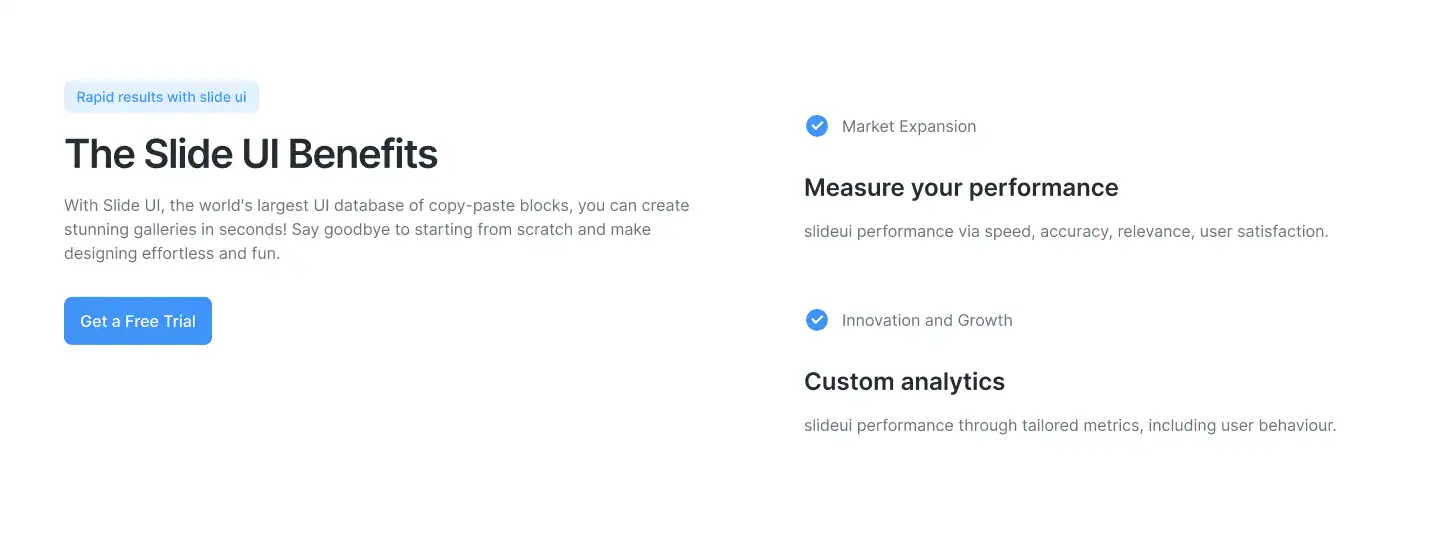 Rapid results with slide ui
The Slide UI Benefits
With Slide UI, the world's largest UI database of copy-paste blocks, you can create
stunning galleries in seconds! Say goodbye to starting from scratch and make
designing effortless and fun.
Get a Free Trial
Market Expansion
Measure your performance
slideui performance via speed, accuracy, relevance, user satisfaction.
Innovation and Growth
Custom analytics
slideui performance through tailored metrics, including user behaviour.